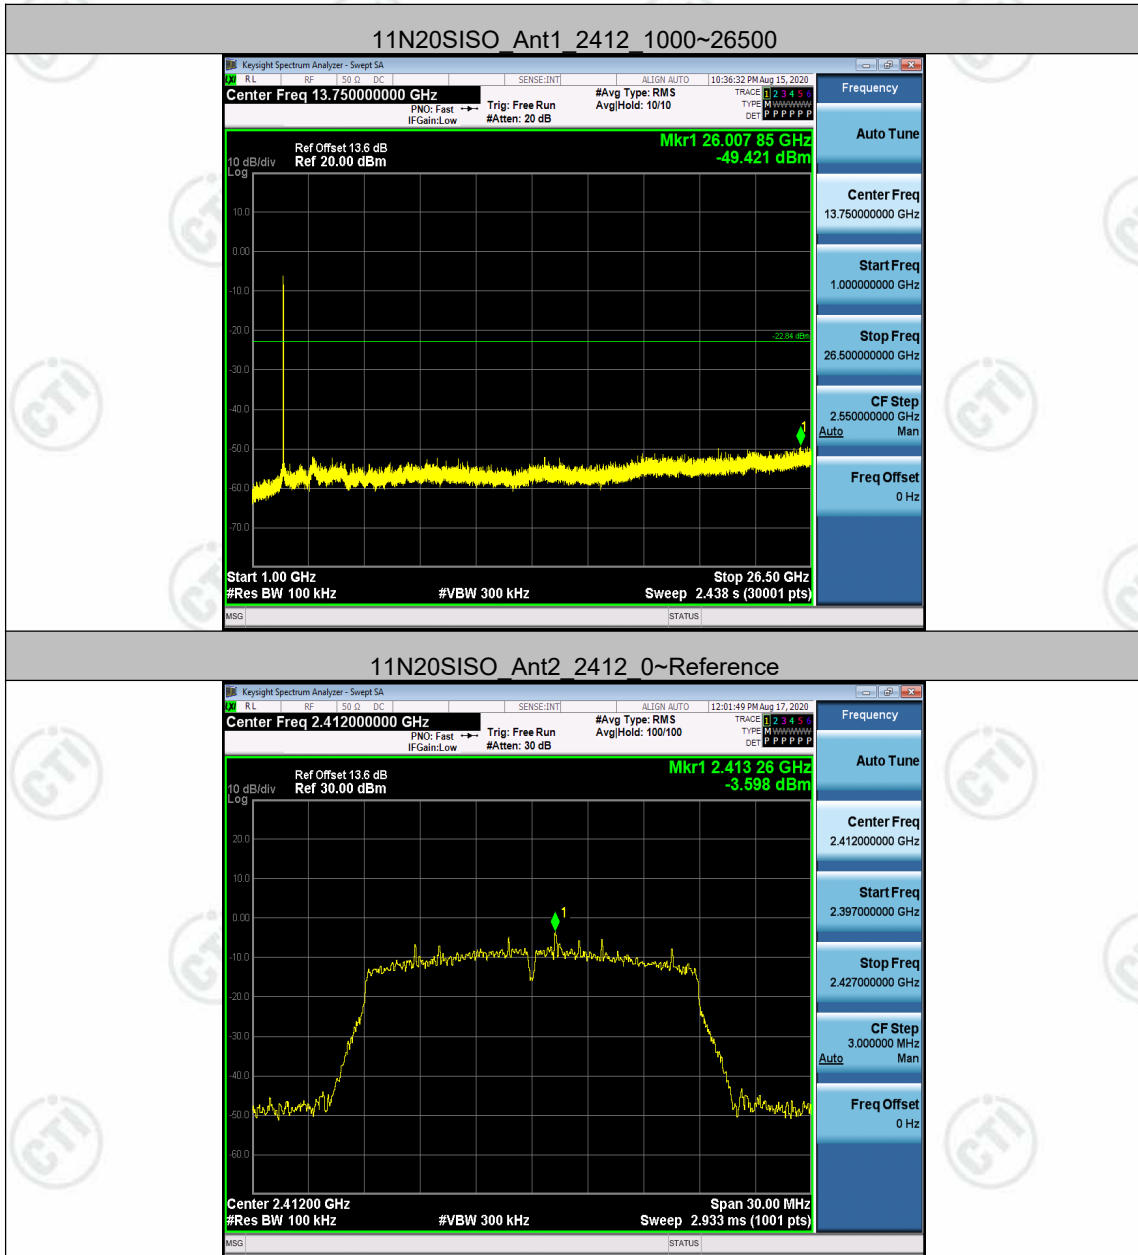 11N20SISO_Ant1_2412_1000~26500
Keysight Spectrum Analyzer - Swept SA
LXI RL RF 50 Ω DC SENSE:INT ALIGN AUTO 10:36:32 PM Aug 15, 2020
Center Freq 13.750000000 GHz
PNO: Fast
IFGain:Low
Trig: Free Run
#Atten: 20 dB
#Avg Type: RMS
Avg|Hold: 10/10
TRACE 1 2 3 4 5 6
TYPE M W W W W W
DET P P P P P P
Frequency
Mkr1 26.007 85 GHz
-49.421 dBm
Ref Offset 13.6 dB
Ref 20.00 dBm
10 dB/div
Log
10.0
0.00
-10.0
-20.0
-30.0
-40.0
-50.0
-60.0
-70.0
-22.84 dBm
1
Start 1.00 GHz
Stop 26.50 GHz
#Res BW 100 kHz
#VBW 300 kHz
Sweep 2.438 s (30001 pts)
MSG STATUS
Auto Tune
Center Freq
13.750000000 GHz
Start Freq
1.000000000 GHz
Stop Freq
26.500000000 GHz
CF Step
2.550000000 GHz
Auto Man
Freq Offset
0 Hz
11N20SISO_Ant2_2412_0~Reference
Keysight Spectrum Analyzer - Swept SA
LXI RL RF 50 Ω DC SENSE:INT ALIGN AUTO 12:01:49 PM Aug 17, 2020
Center Freq 2.412000000 GHz
PNO: Fast
IFGain:Low
Trig: Free Run
#Atten: 30 dB
#Avg Type: RMS
Avg|Hold: 100/100
TRACE 1 2 3 4 5 6
TYPE M W W W W W
DET P P P P P P
Frequency
Mkr1 2.413 26 GHz
-3.598 dBm
Ref Offset 13.6 dB
Ref 30.00 dBm
10 dB/div
Log
20.0
10.0
0.00
-10.0
-20.0
-30.0
-40.0
-50.0
-60.0
1
Center 2.41200 GHz
Span 30.00 MHz
#Res BW 100 kHz
#VBW 300 kHz
Sweep 2.933 ms (1001 pts)
MSG STATUS
Auto Tune
Center Freq
2.412000000 GHz
Start Freq
2.397000000 GHz
Stop Freq
2.427000000 GHz
CF Step
3.000000 MHz
Auto Man
Freq Offset
0 Hz
CTI
CTI
CTI
CTI
CTI
CTI